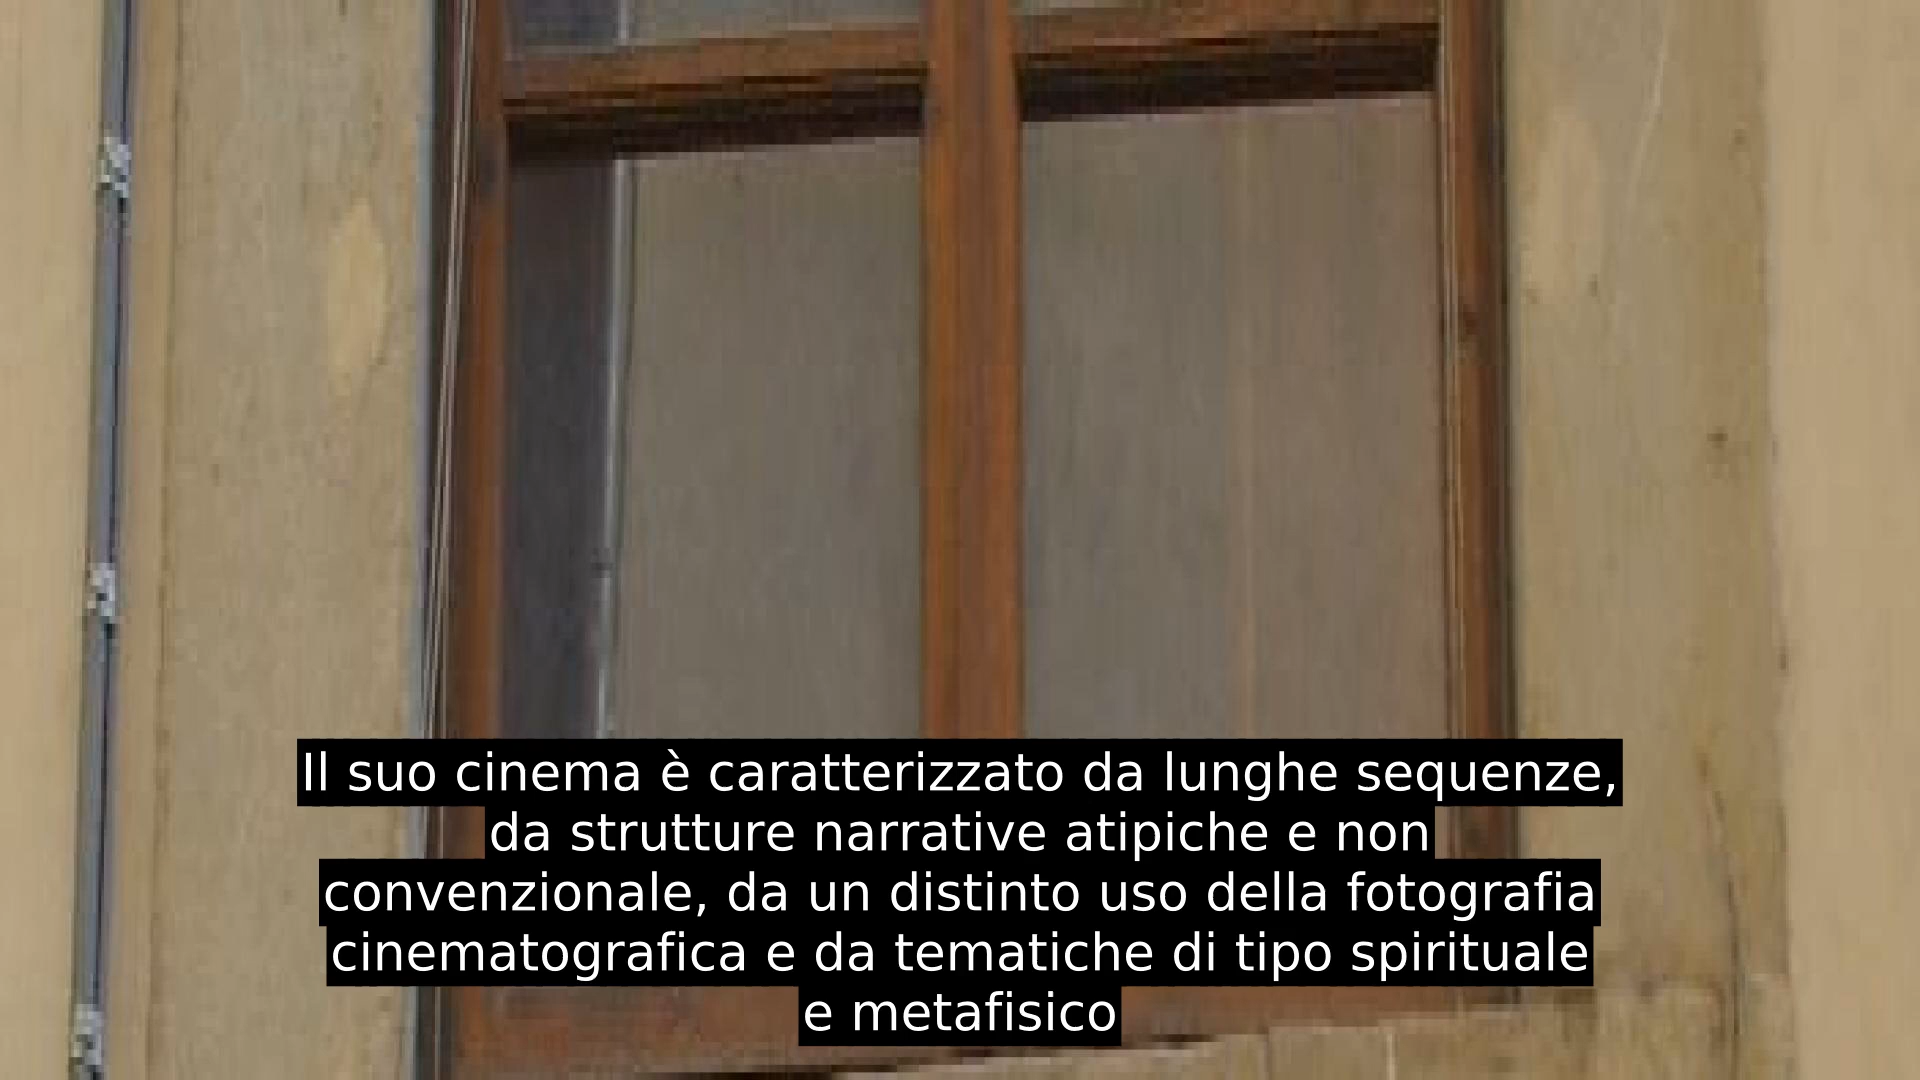 Il suo cinema è caratterizzato da lunghe sequenze,
da strutture narrative atipiche e non
convenzionale, da un distinto uso della fotografia
cinematografica e da tematiche di tipo spirituale
e metafisico